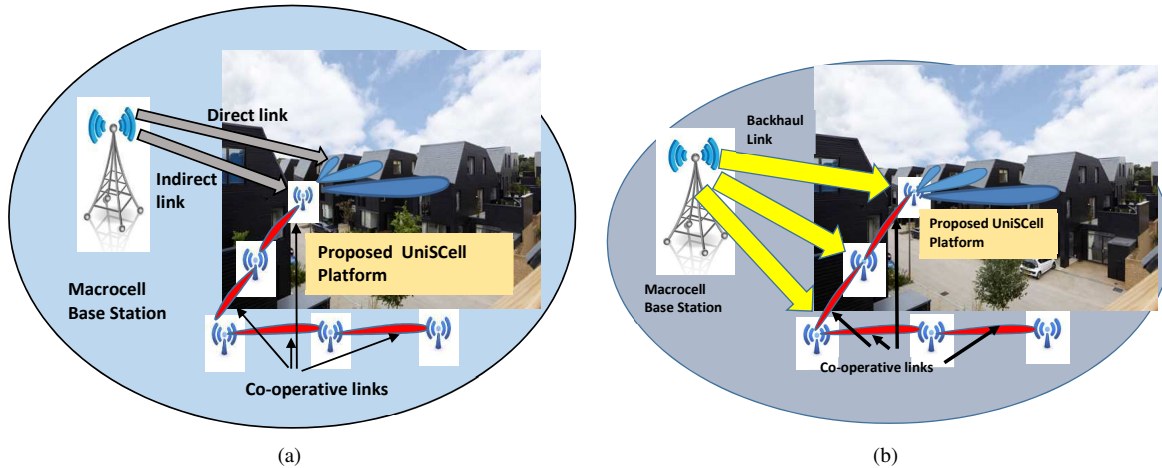 Direct link
Indirect
link
Proposed UniSCell
Platform
Macrocell
Base Station
Co-operative links
(a)
Backhaul
Link
Proposed UniSCell
Platform
Macrocell
Base Station
Co-operative links
(b)